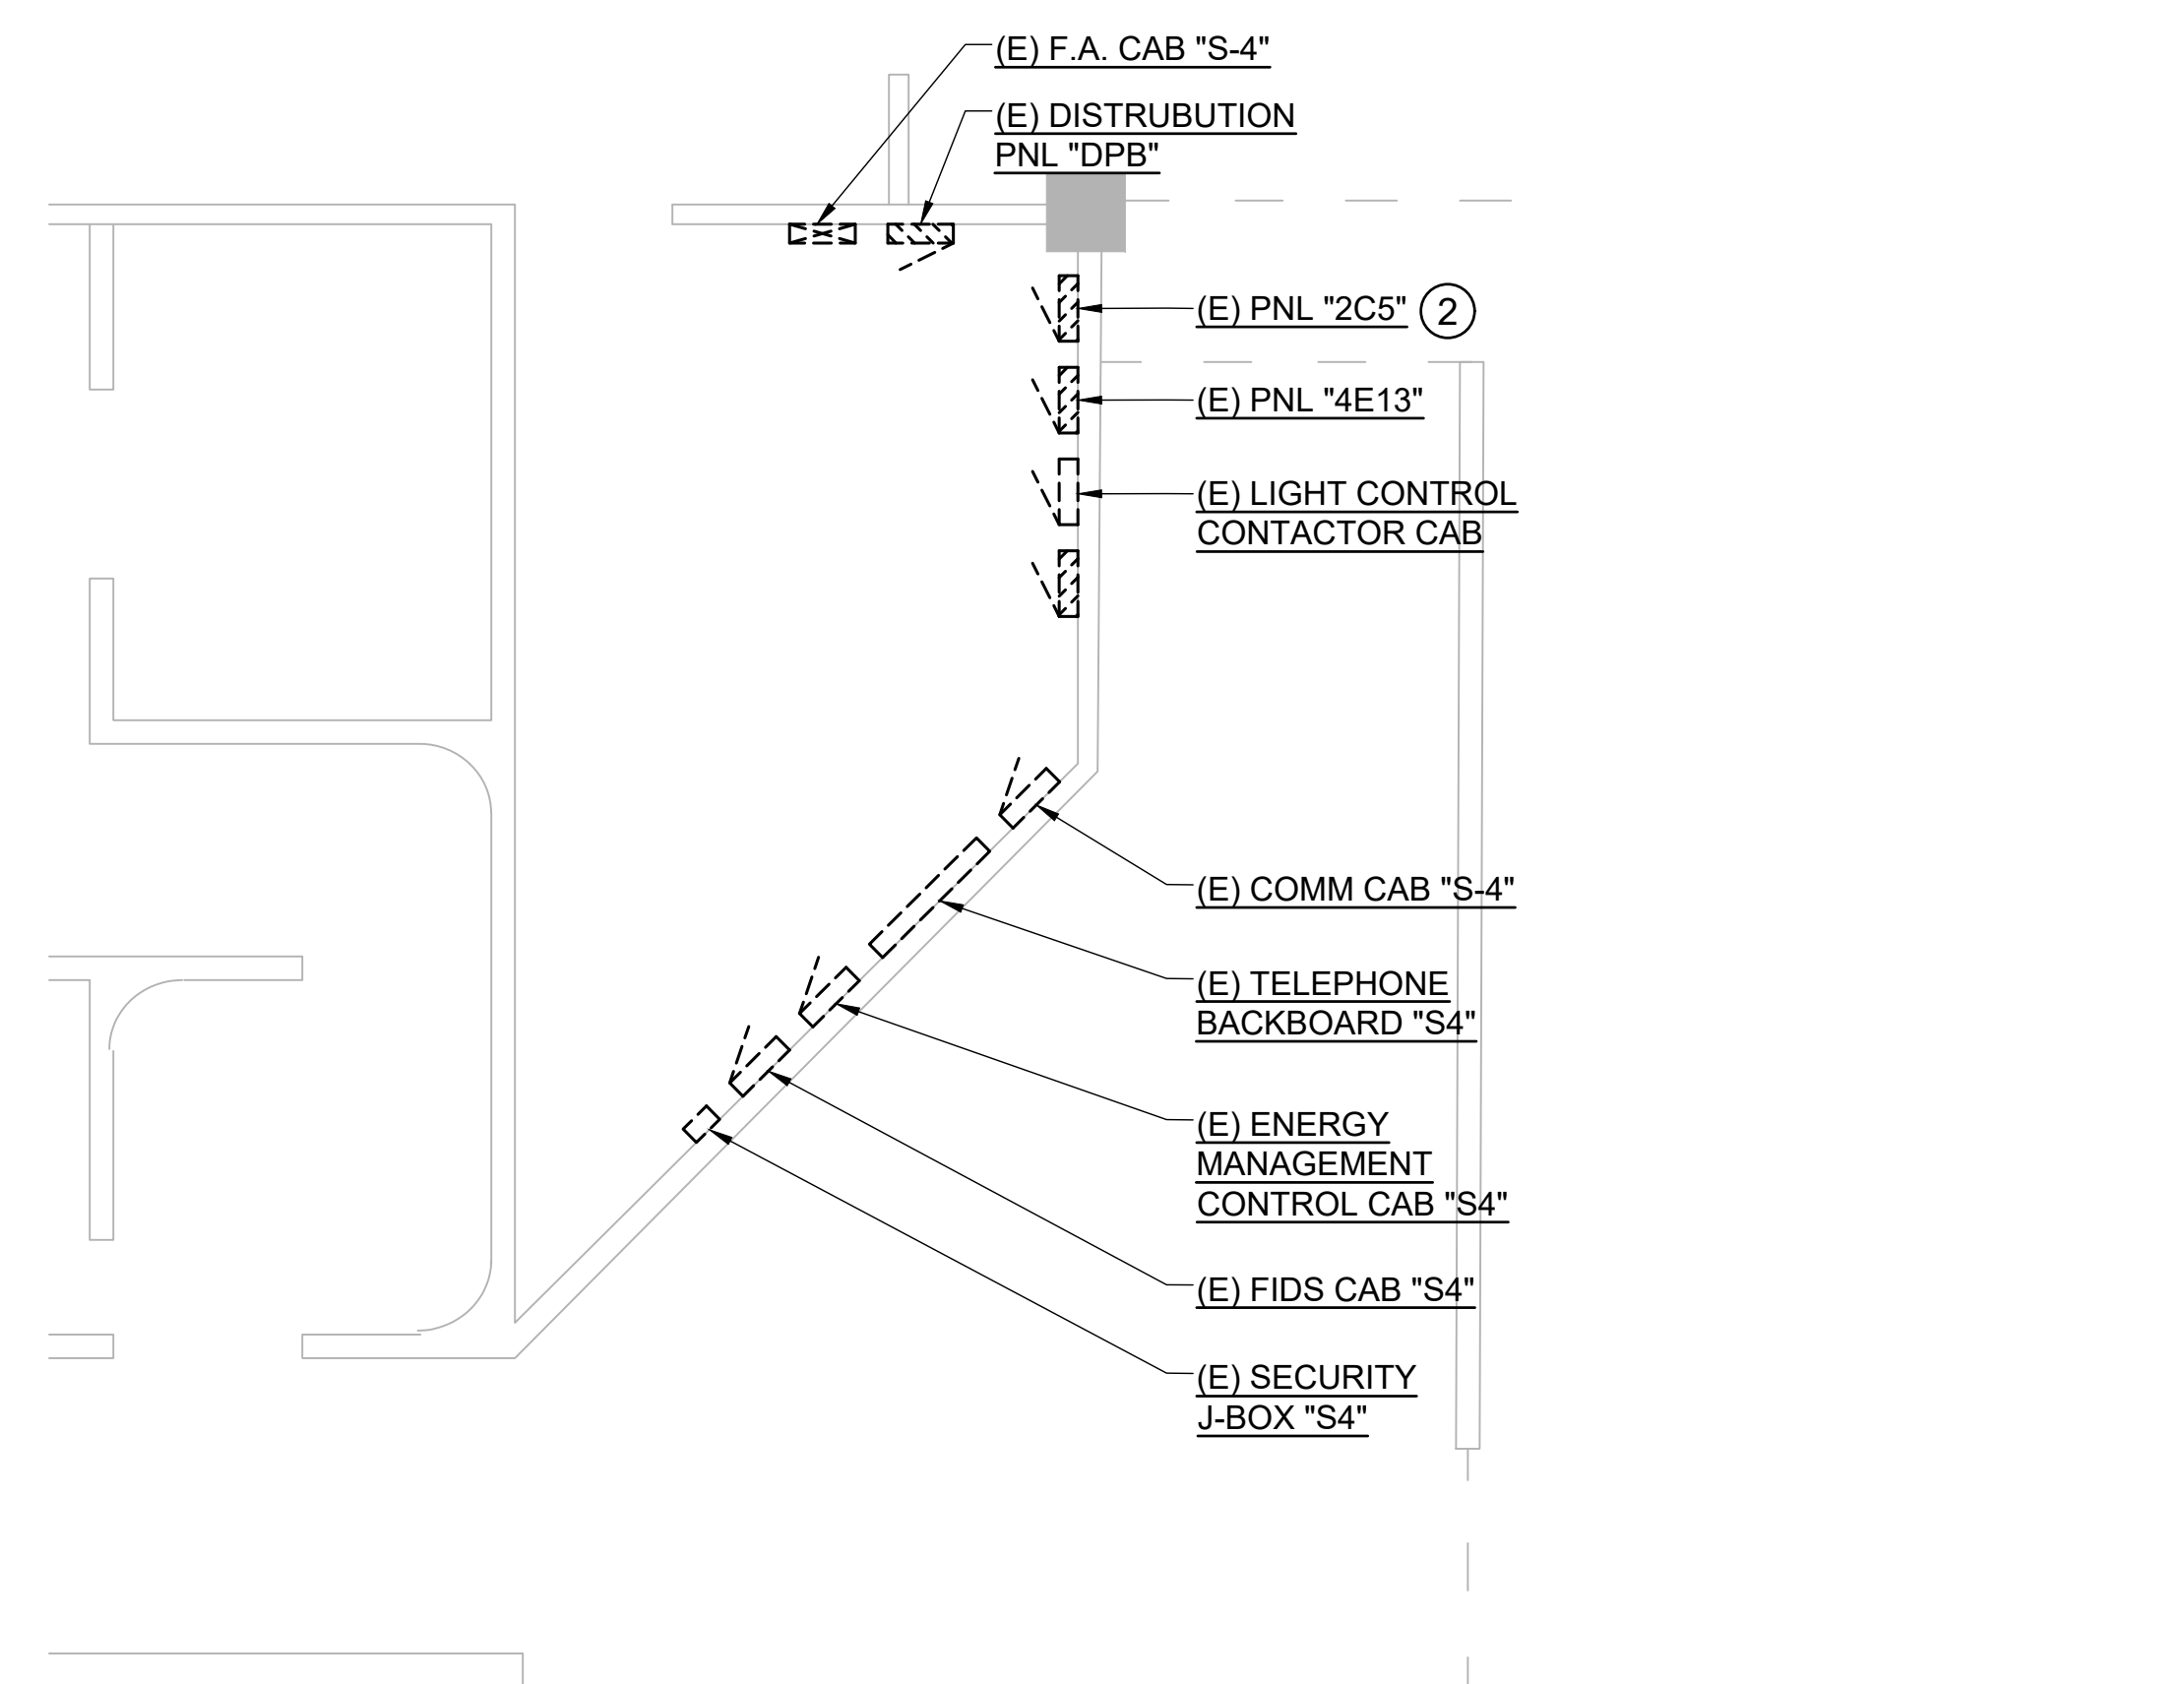 (E) F.A. CAB "S-4"
(E) DISTRUBUTION
PNL "DPB"
(E) PNL "2C5" 2
(E) PNL "4E13"
(E) LIGHT CONTROL
CONTACTOR CAB
(E) COMM CAB "S-4"
(E) TELEPHONE
BACKBOARD "S4"
(E) ENERGY
MANAGEMENT
CONTROL CAB "S4"
(E) FIDS CAB "S4"
(E) SECURITY
J-BOX "S4"